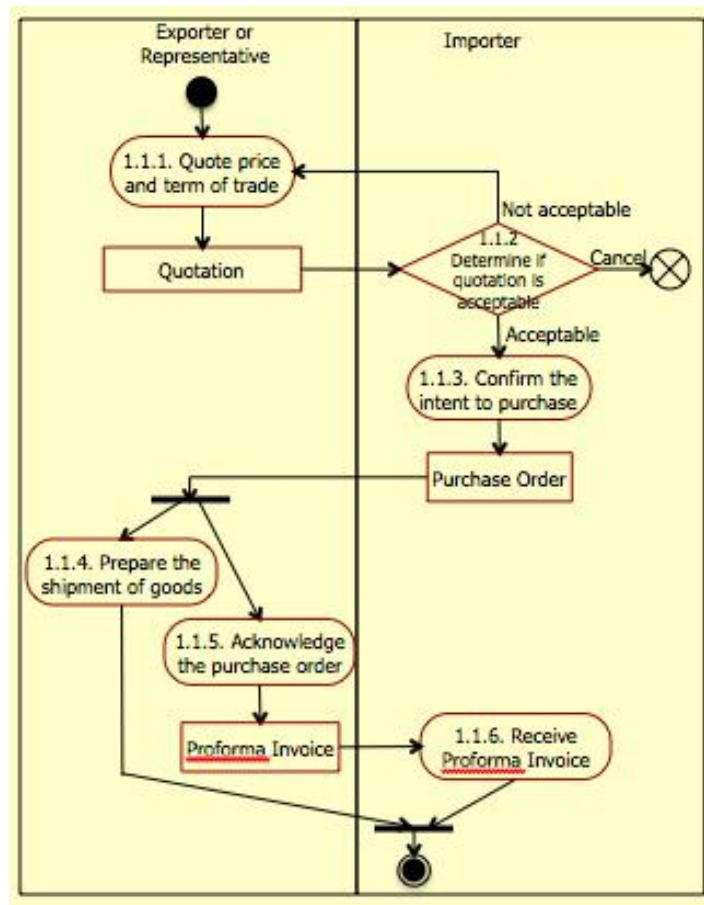 Exporter or
Representative
Importer
1.1.1. Quote price
and term of trade
Not acceptable
Quotation
1.1.2
Determine if
quotation is
acceptable
Cancel
Acceptable
1.1.3. Confirm the
intent to purchase
Purchase Order
1.1.4. Prepare the
shipment of goods
1.1.5. Acknowledge
the purchase order
Proforma Invoice
1.1.6. Receive
Proforma Invoice